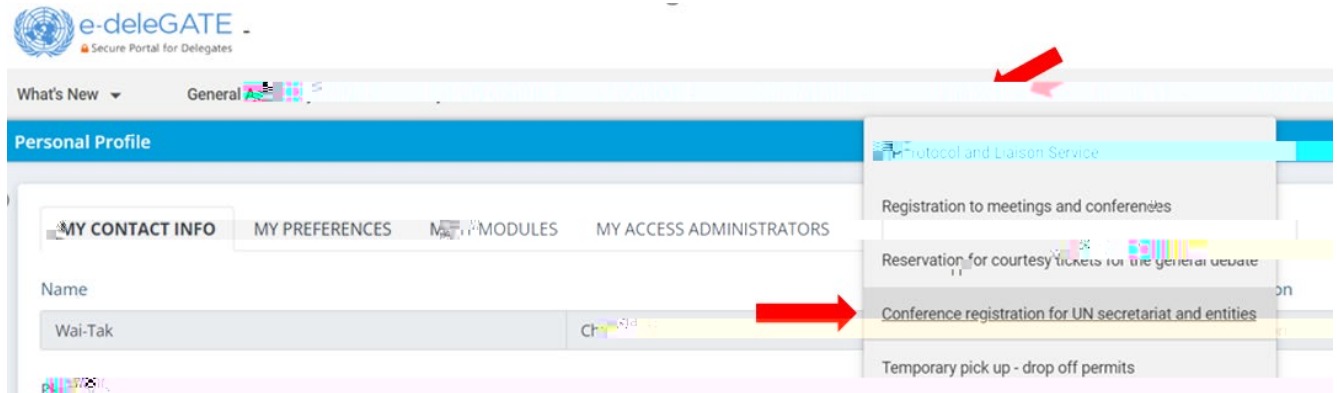 e-deleGATE
Secure Portal for Delegates
What's New General
Personal Profile
Protocol and Liaison Service
Registration to meetings and conferences
Reservation for courtesy tickets for the general debate
Conference registration for UN secretariat and entities
Temporary pick up - drop off permits
MY CONTACT INFO MY PREFERENCES MODULES MY ACCESS ADMINISTRATORS
Name
Wai-Tak